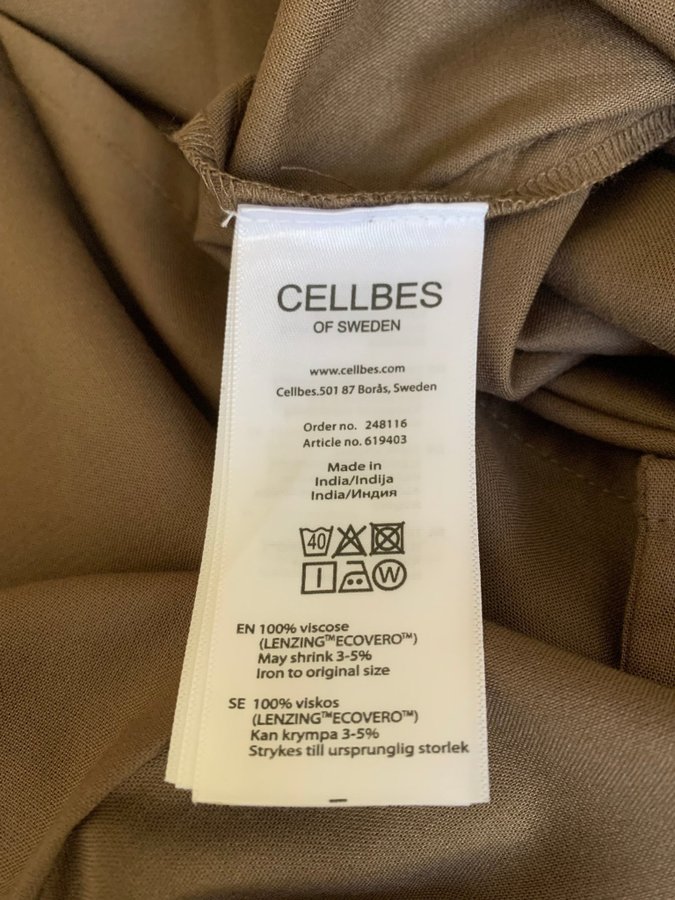 CELLBES
OF SWEDEN
www.cellbes.com
Cellbes.501 87 Borås, Sweden
Order no. 248116
Article no. 619403
Made in
India/Indija
India/Индия
40
I W
EN 100% viscose
(LENZING™ECOVERO™)
May shrink 3-5%
Iron to original size
SE 100% viskos
(LENZING™ECOVERO™)
Kan krympa 3-5%
Strykes till ursprunglig storlek